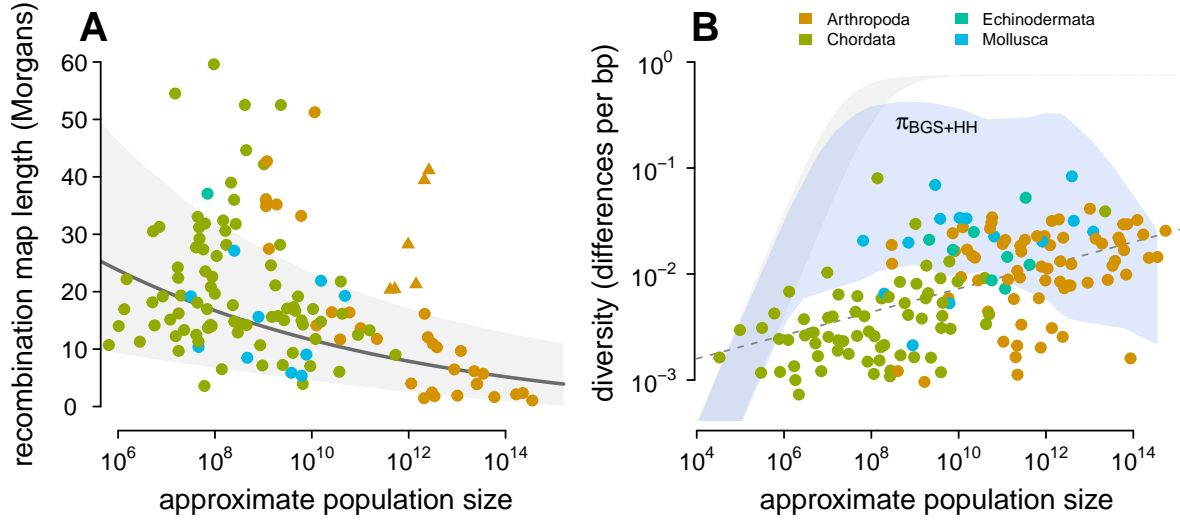 A
recombination map length (Morgans)
60
50
40
30
20
10
0
10^6
10^8
10^10
10^12
10^14
approximate population size
B
Arthropoda
Chordata
Echinodermata
Mollusca
diversity (differences per bp)
10^0
10^−1
10^−2
10^−3
π_BGS+HH
10^4
10^6
10^8
10^10
10^12
10^14
approximate population size